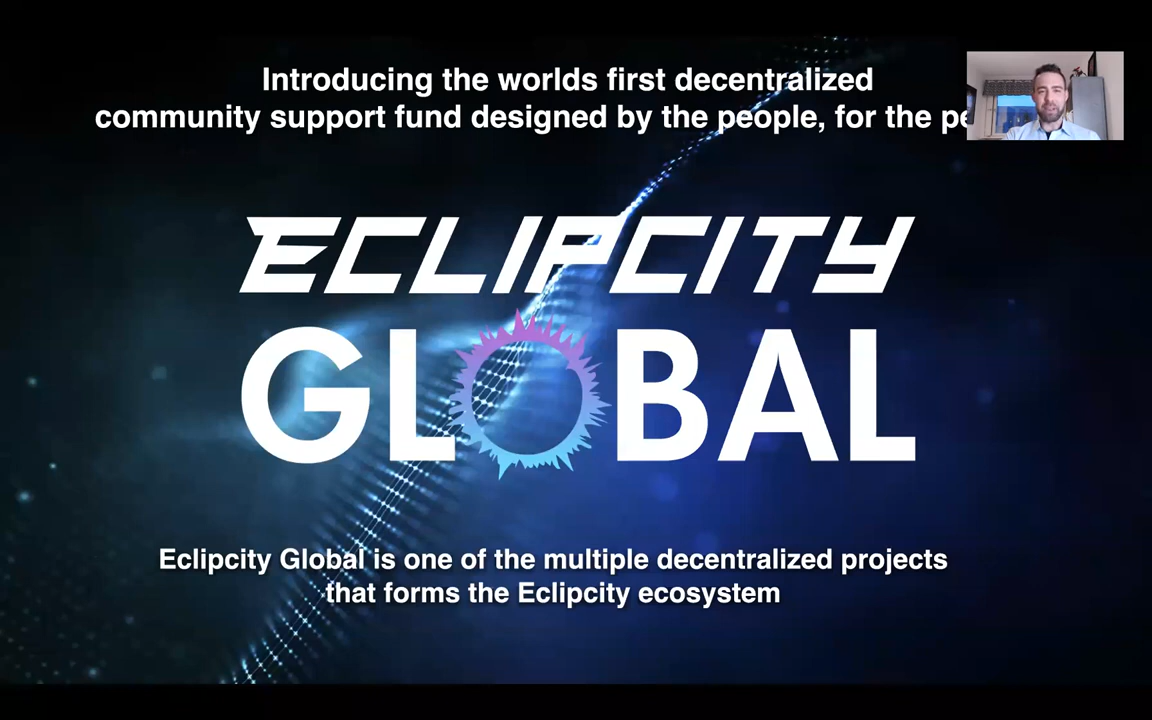 Introducing the worlds first decentralized
community support fund designed by the people, for the
ECLIPCITY
GLOBAL
Eclipcity Global is one of the multiple decentralized projects
that forms the Eclipcity ecosystem